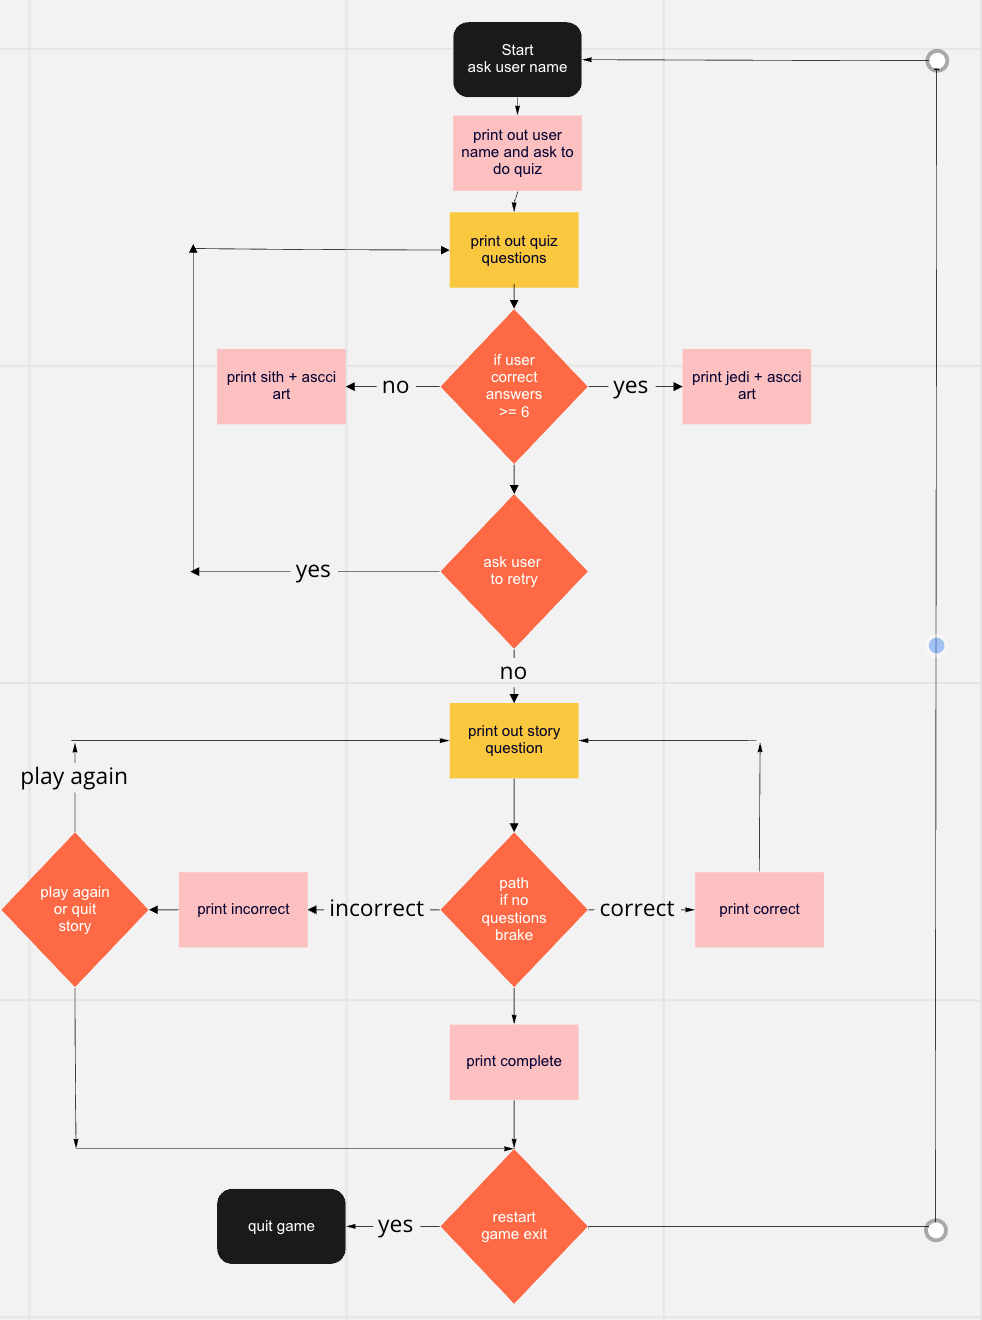 Start
ask user name
print out user
name and ask to
do quiz
print out quiz
questions
if user
correct
answers
>= 6
no
yes
print sith + ascci
art
print jedi + ascci
art
ask user
to retry
yes
no
print out story
question
play again
path
if no
questions
brake
incorrect
correct
print incorrect
print correct
play again
or quit
story
print complete
restart
game exit
yes
quit game